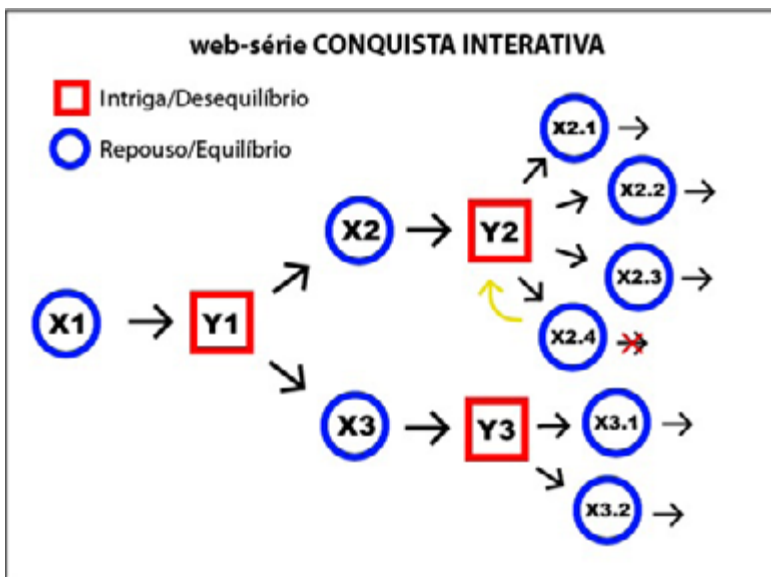 web-série CONQUISTA INTERATIVA
Intriga/Desequilíbrio
Repouso/Equilíbrio
X2.1
X2.2
X2
Y2
X2.3
X1
Y1
X2.4
X3
Y3
X3.1
X3.2